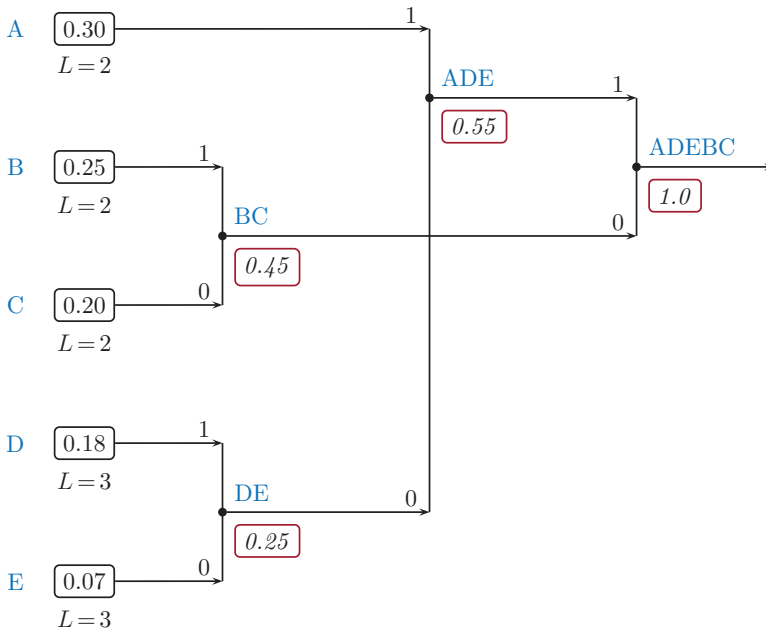 A 0.30 1
L = 2
ADE 1
0.55
B 0.25 1
ADEBC
L = 2
1.0
BC 0
0.45
C 0.20 0
L = 2
D 0.18 1
L = 3
DE 0
0.25
E 0.07 0
L = 3